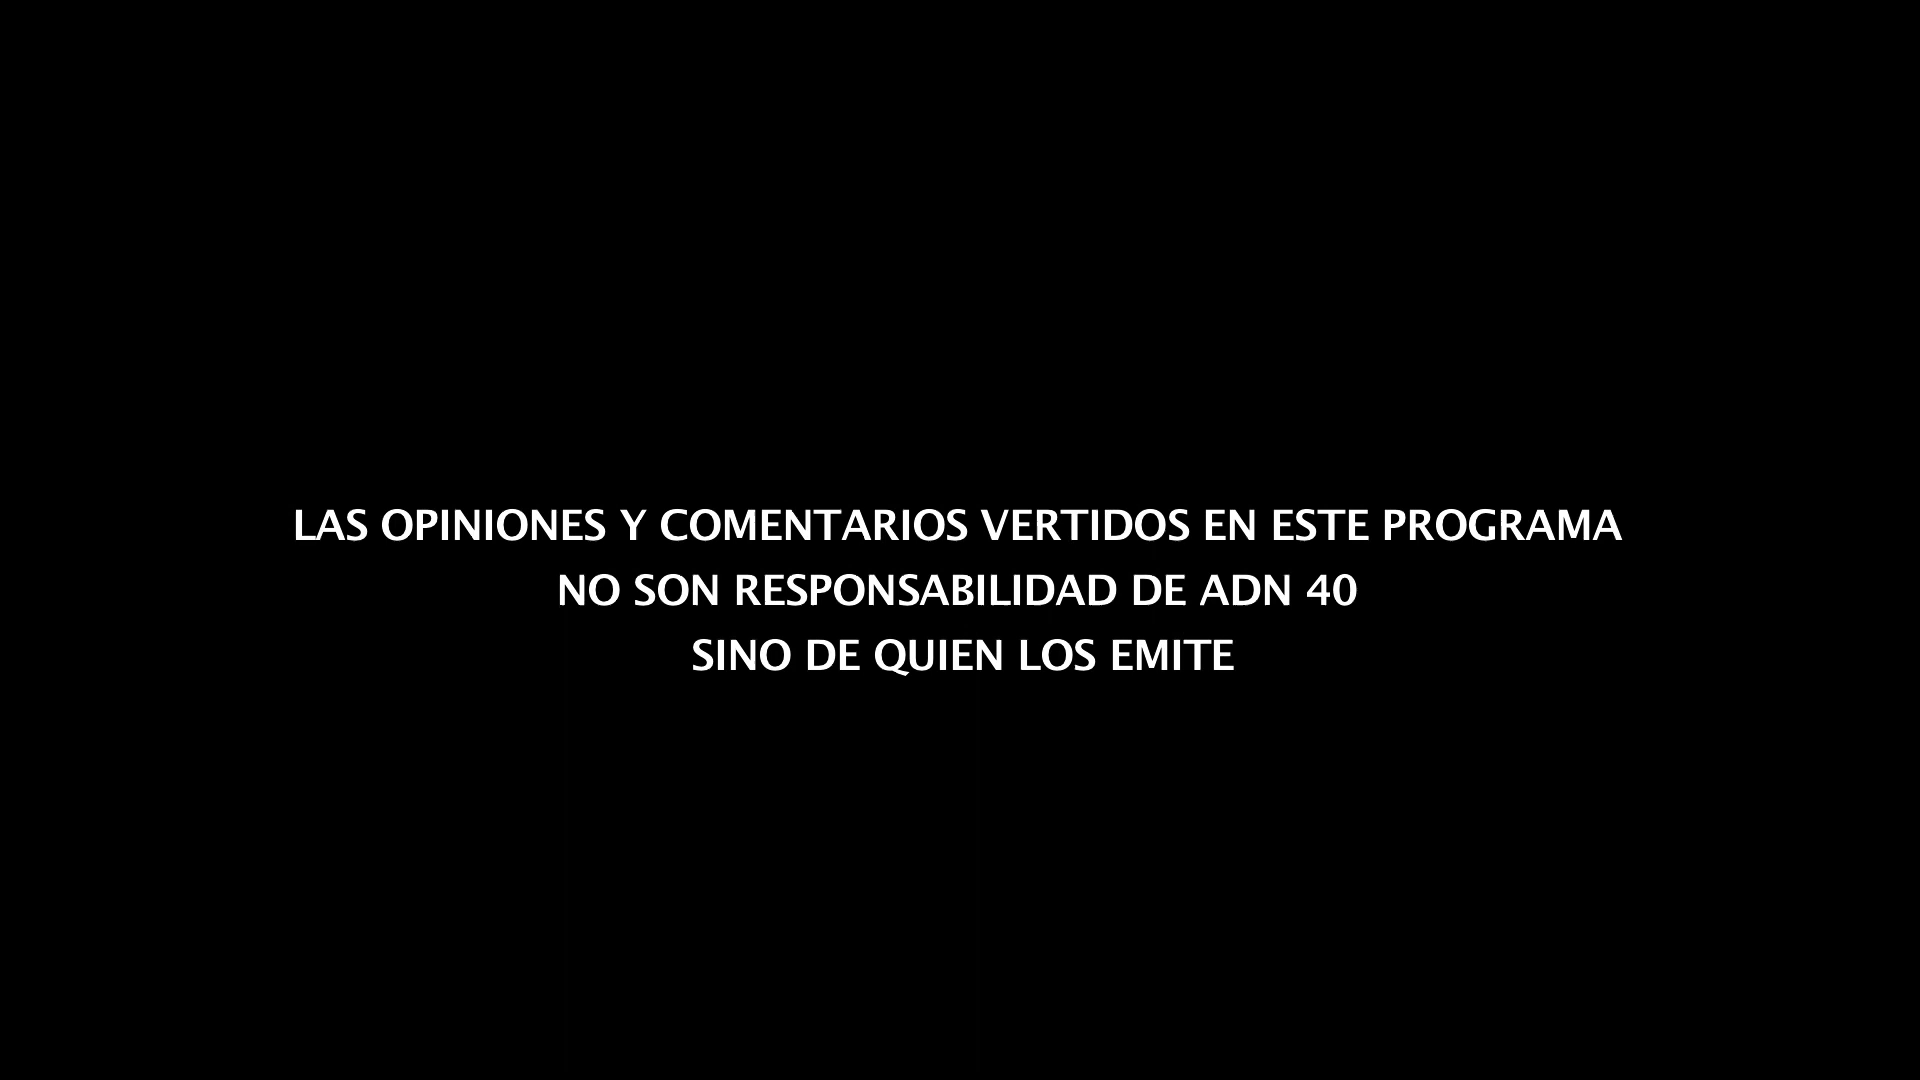 LAS OPINIONES Y COMENTARIOS VERTIDOS EN ESTE PROGRAMA
NO SON RESPONSABILIDAD DE ADN 40
SINO DE QUIEN LOS EMITE